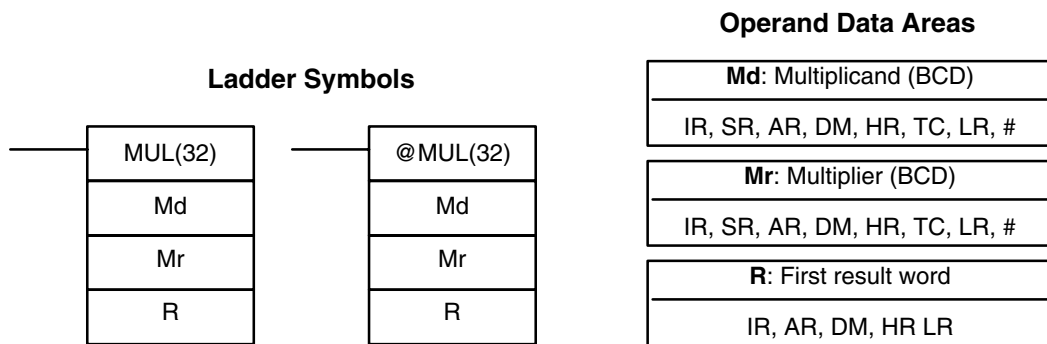 Ladder Symbols
MUL(32)
Md
Mr
R
@MUL(32)
Md
Mr
R
Operand Data Areas
Md: Multiplicand (BCD)
IR, SR, AR, DM, HR, TC, LR, #
Mr: Multiplier (BCD)
IR, SR, AR, DM, HR, TC, LR, #
R: First result word
IR, AR, DM, HR LR